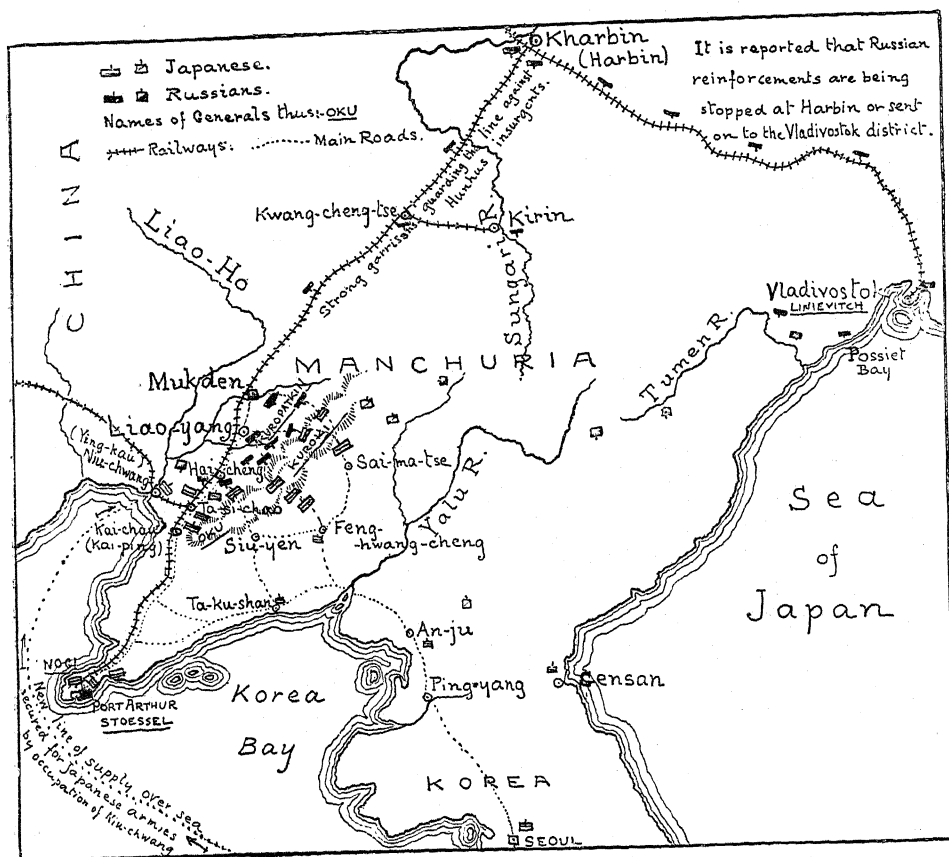 Japanese.
Russians.
Names of Generals thus:- OKU
Railways. Main Roads.
Kharbin
(Harbin)
It is reported that Russian
reinforcements are being
stopped at Harbin or sent
on to the Vladivostok district.
CHINA
Liao-Ho
Kwang-cheng-tse
Strong garrisons guarding the line against
Hunhus insurgents.
Kirin
Sungari R.
Vladivostok
LINIEVITCH
Possiet
Bay
Tumen R.
MANCHURIA
Mukden
KUROPATKIN
Liao-yang
KUROKI
(Ying-kau
Niu-chwang)
Hai-cheng
Sai-ma-tse
Yalu R.
Ta-si-chao
OKU
Kai-chau
(Kai-ping)
Siu-yen
Feng-
-hwang-cheng
Sea
of
Japan
Ta-ku-shan
An-ju
NOGI
PORT ARTHUR
STOESSEL
Korea
Bay
Ping-yang
Gensan
New line of supply over sea
secured for Japanese armies
by occupation of Niu-chwang
KOREA
SEOUL